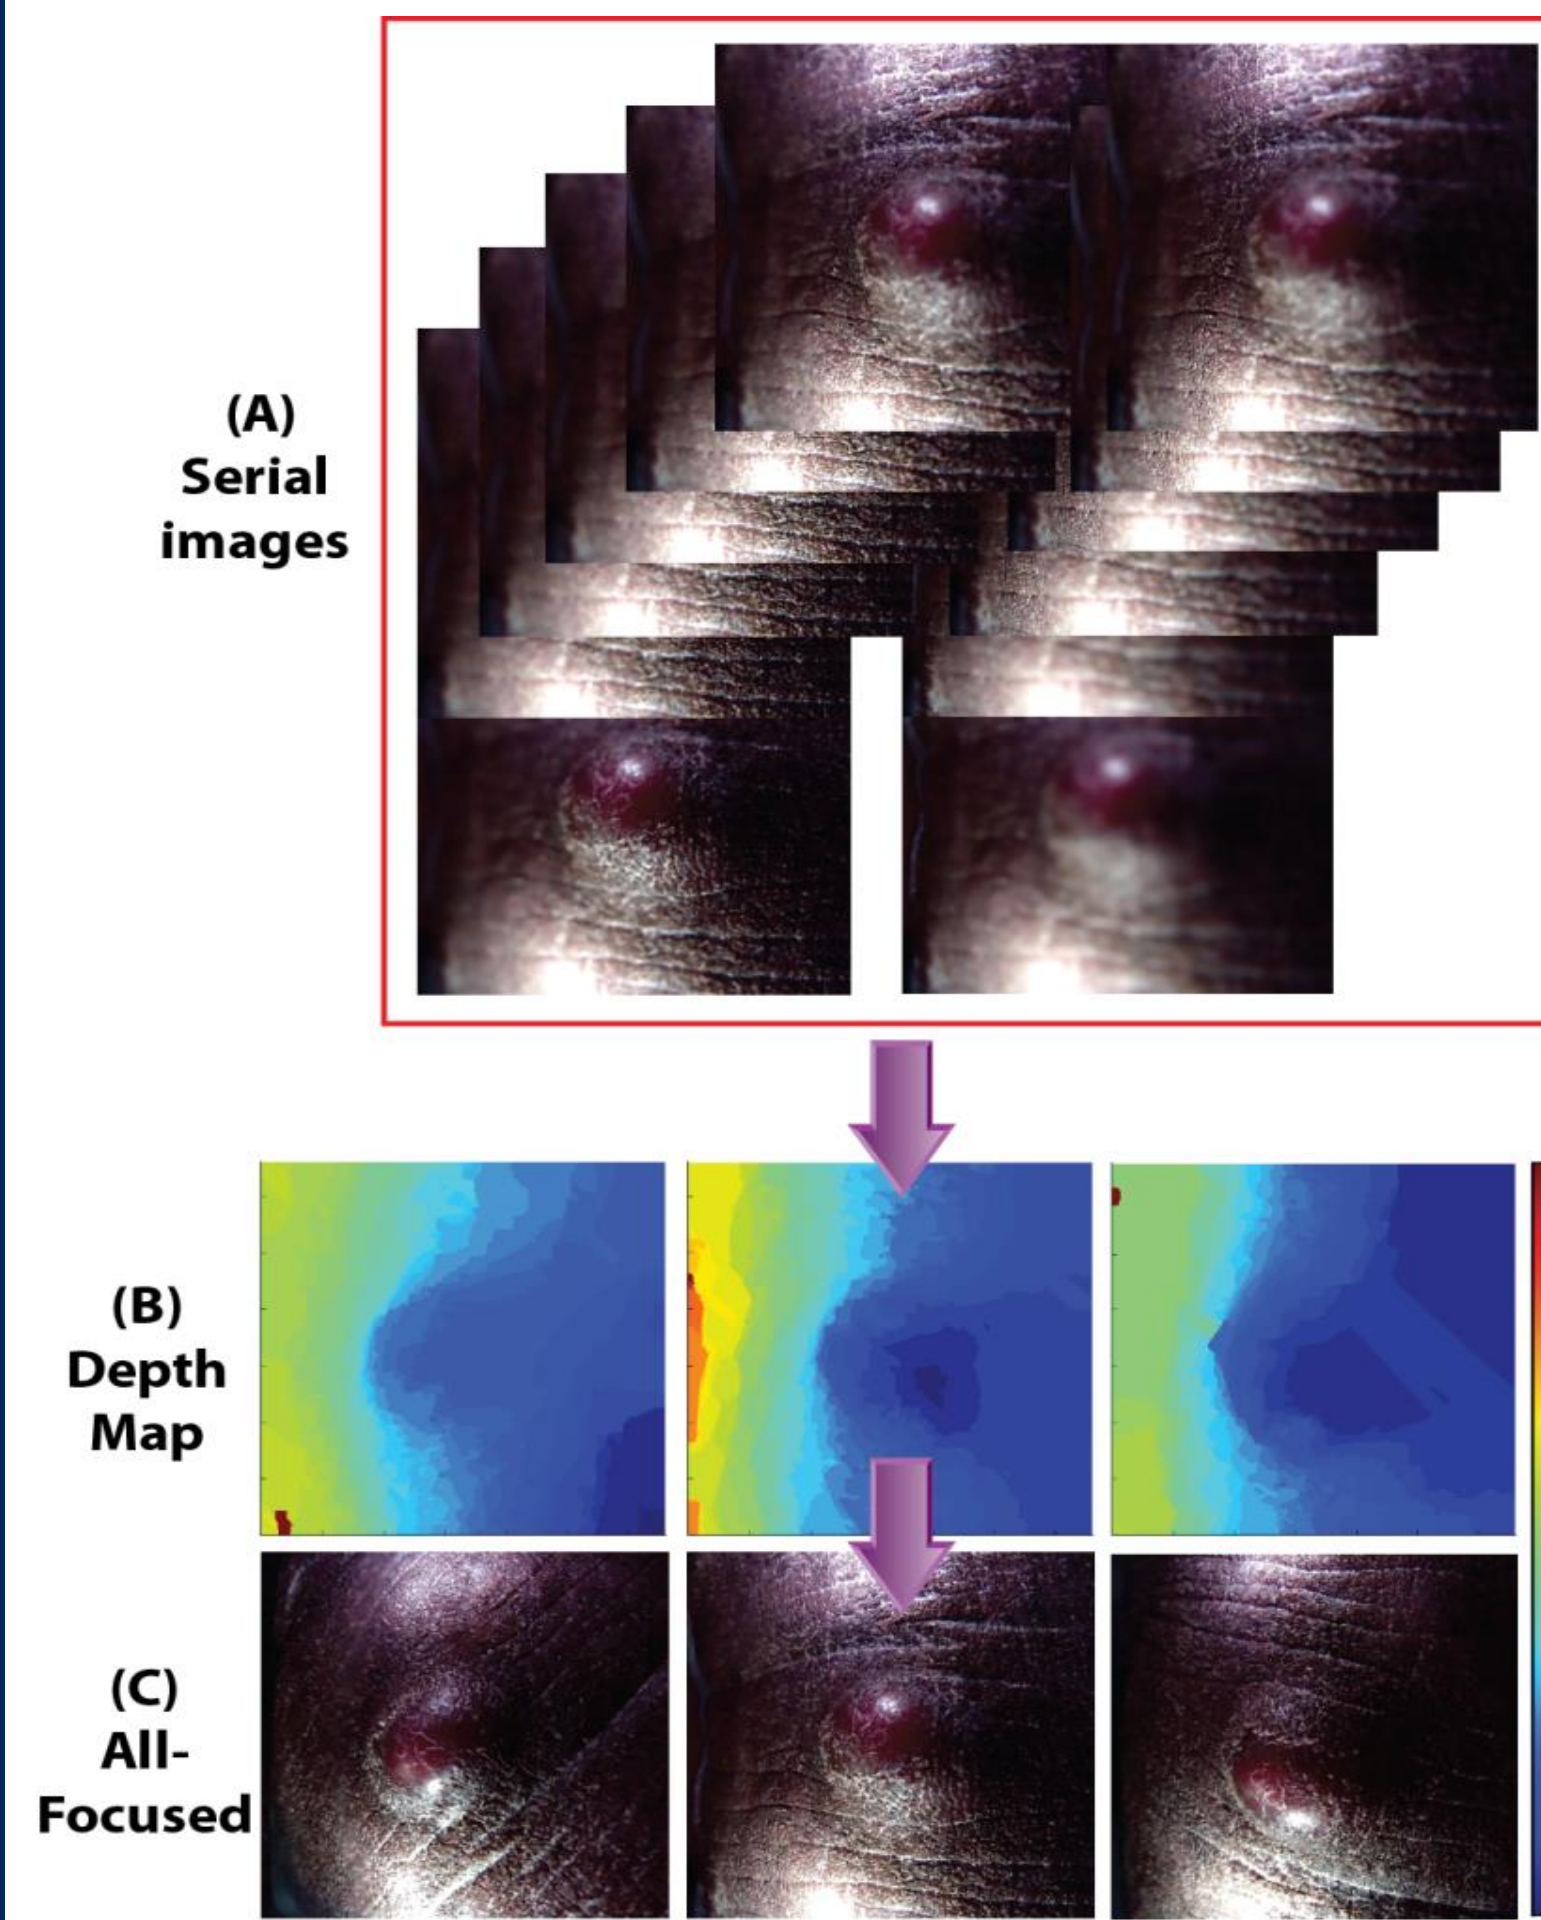 (A)
Serial
images
(B)
Depth
Map
(C)
All-
Focused